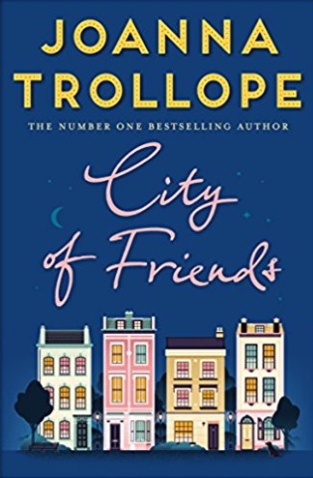 JOANNA
TROLLOPE
THE NUMBER ONE BESTSELLING AUTHOR
City
of Friends